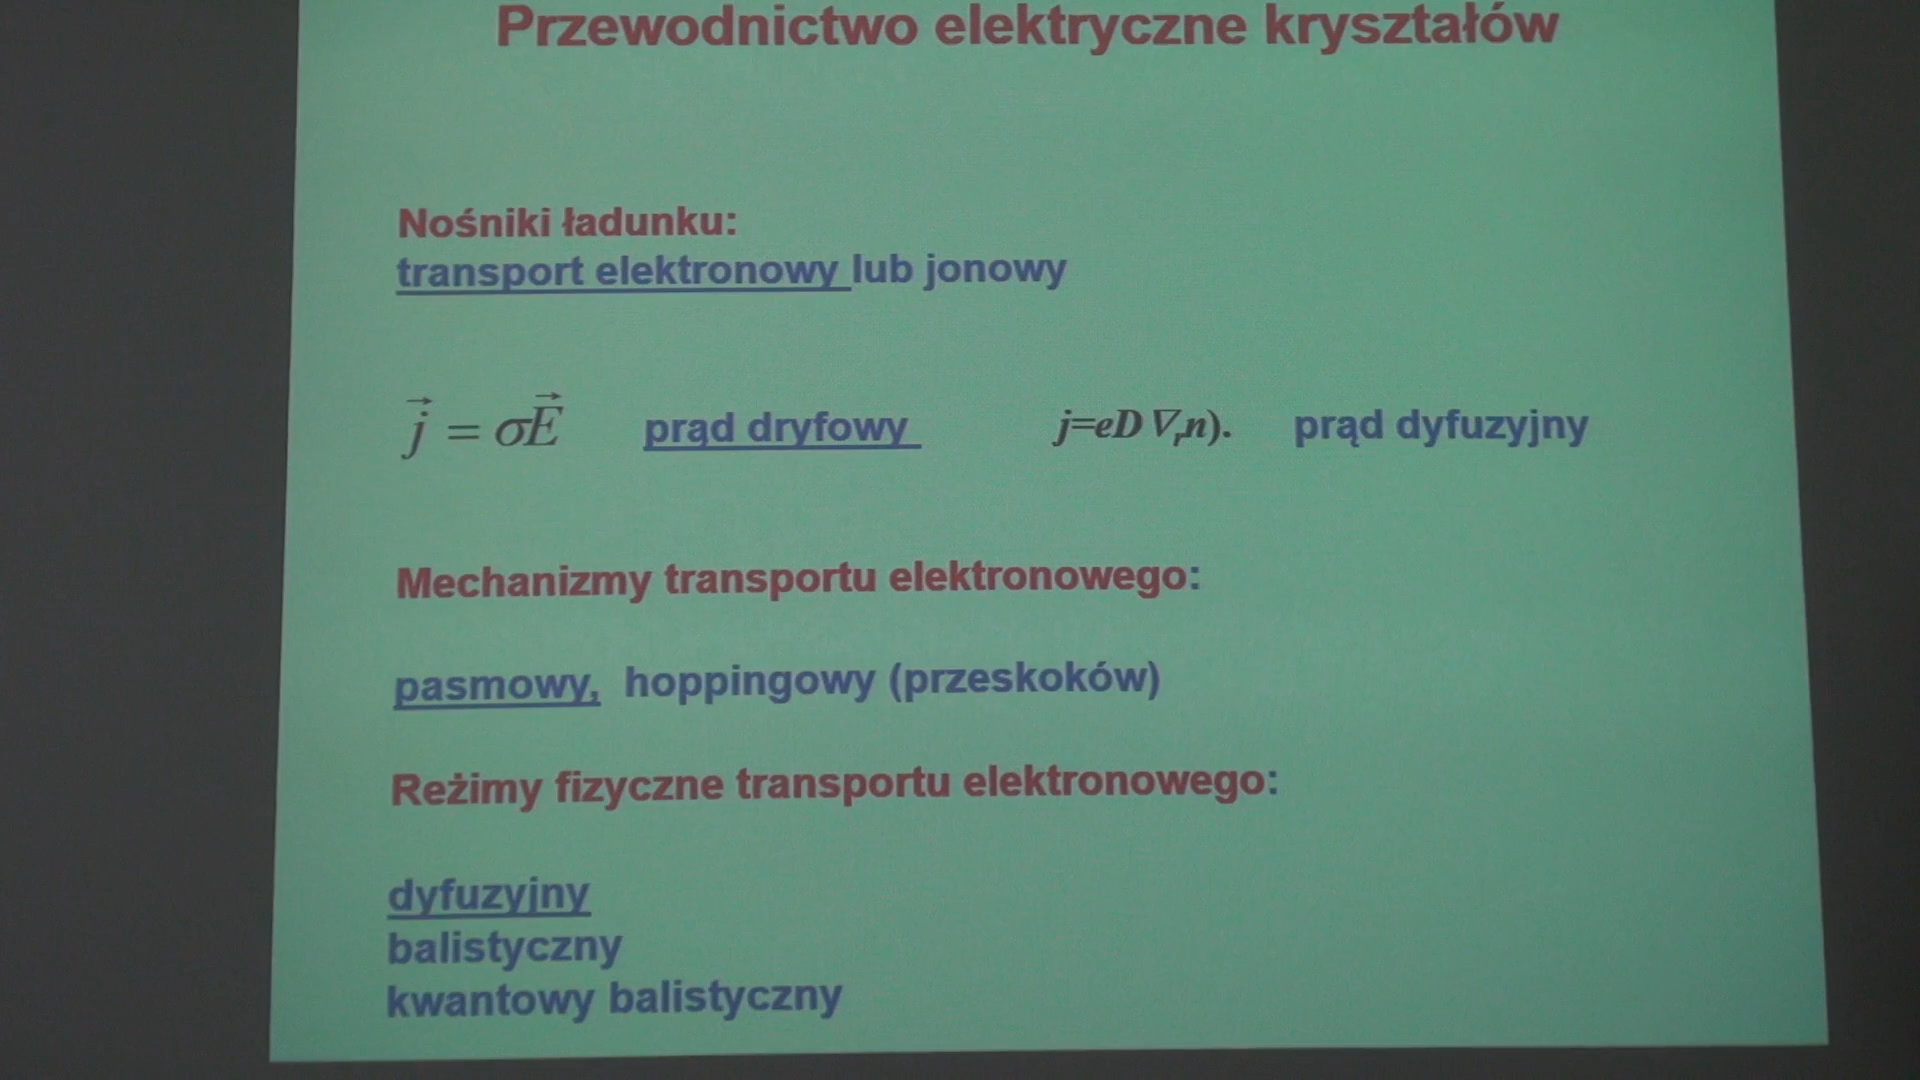 Przewodnictwo elektryczne kryształów
Nośniki ładunku:
transport elektronowy lub jonowy
j⃗ = σE⃗ prąd dryfowy j=eD ∇ᵣn). prąd dyfuzyjny
Mechanizmy transportu elektronowego:
pasmowy, hoppingowy (przeskoków)
Reżimy fizyczne transportu elektronowego:
dyfuzyjny
balistyczny
kwantowy balistyczny